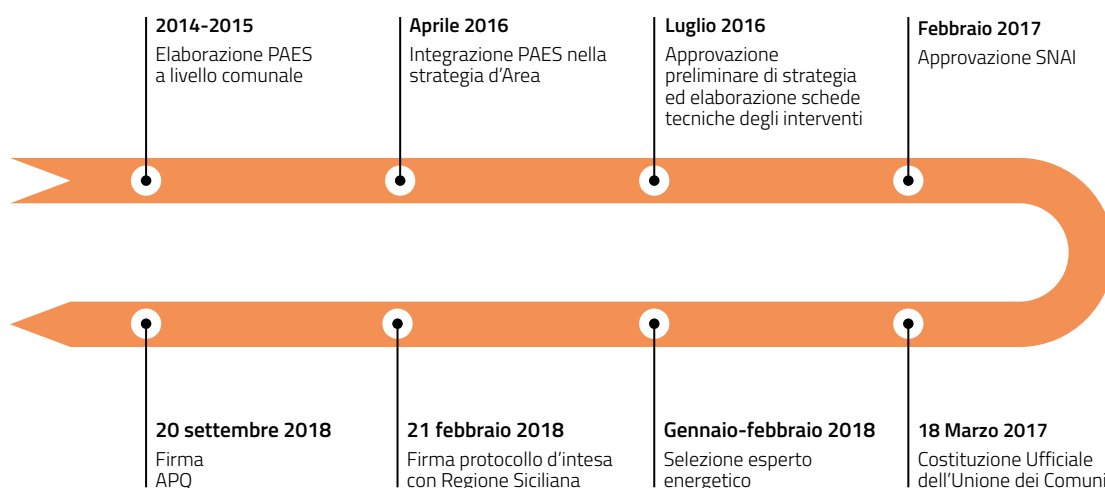 2014-2015
Elaborazione PAES
a livello comunale
Aprile 2016
Integrazione PAES nella
strategia d'Area
Luglio 2016
Approvazione
preliminare di strategia
ed elaborazione schede
tecniche degli interventi
Febbraio 2017
Approvazione SNAI
18 Marzo 2017
Costituzione Ufficiale
dell'Unione dei Comuni
Gennaio-febbraio 2018
Selezione esperto
energetico
21 febbraio 2018
Firma protocollo d'intesa
con Regione Siciliana
20 settembre 2018
Firma
APQ